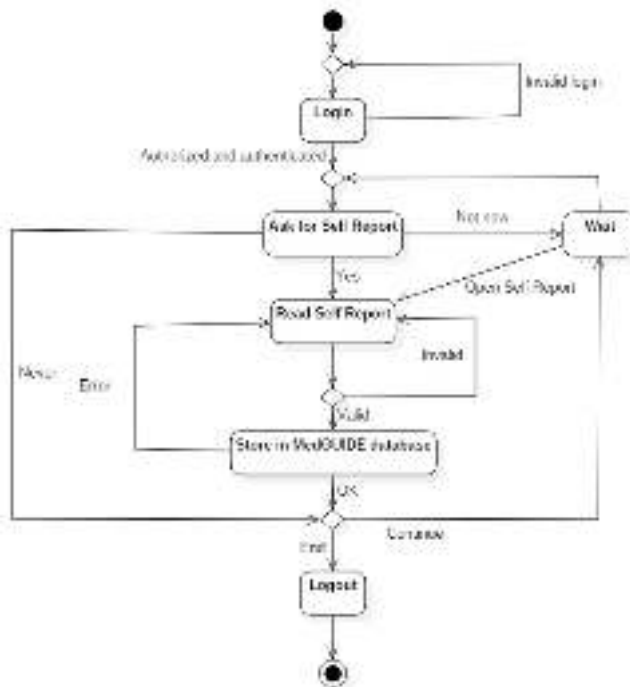 Invalid login
Login
Autrorized and authenticated
Ask for Self Report
Not now
Wait
Yes
Open Self Report
Read Self Report
Invalid
Never
Error
Valid
Store in MedGUIDE database
OK
Continue
End
Logout